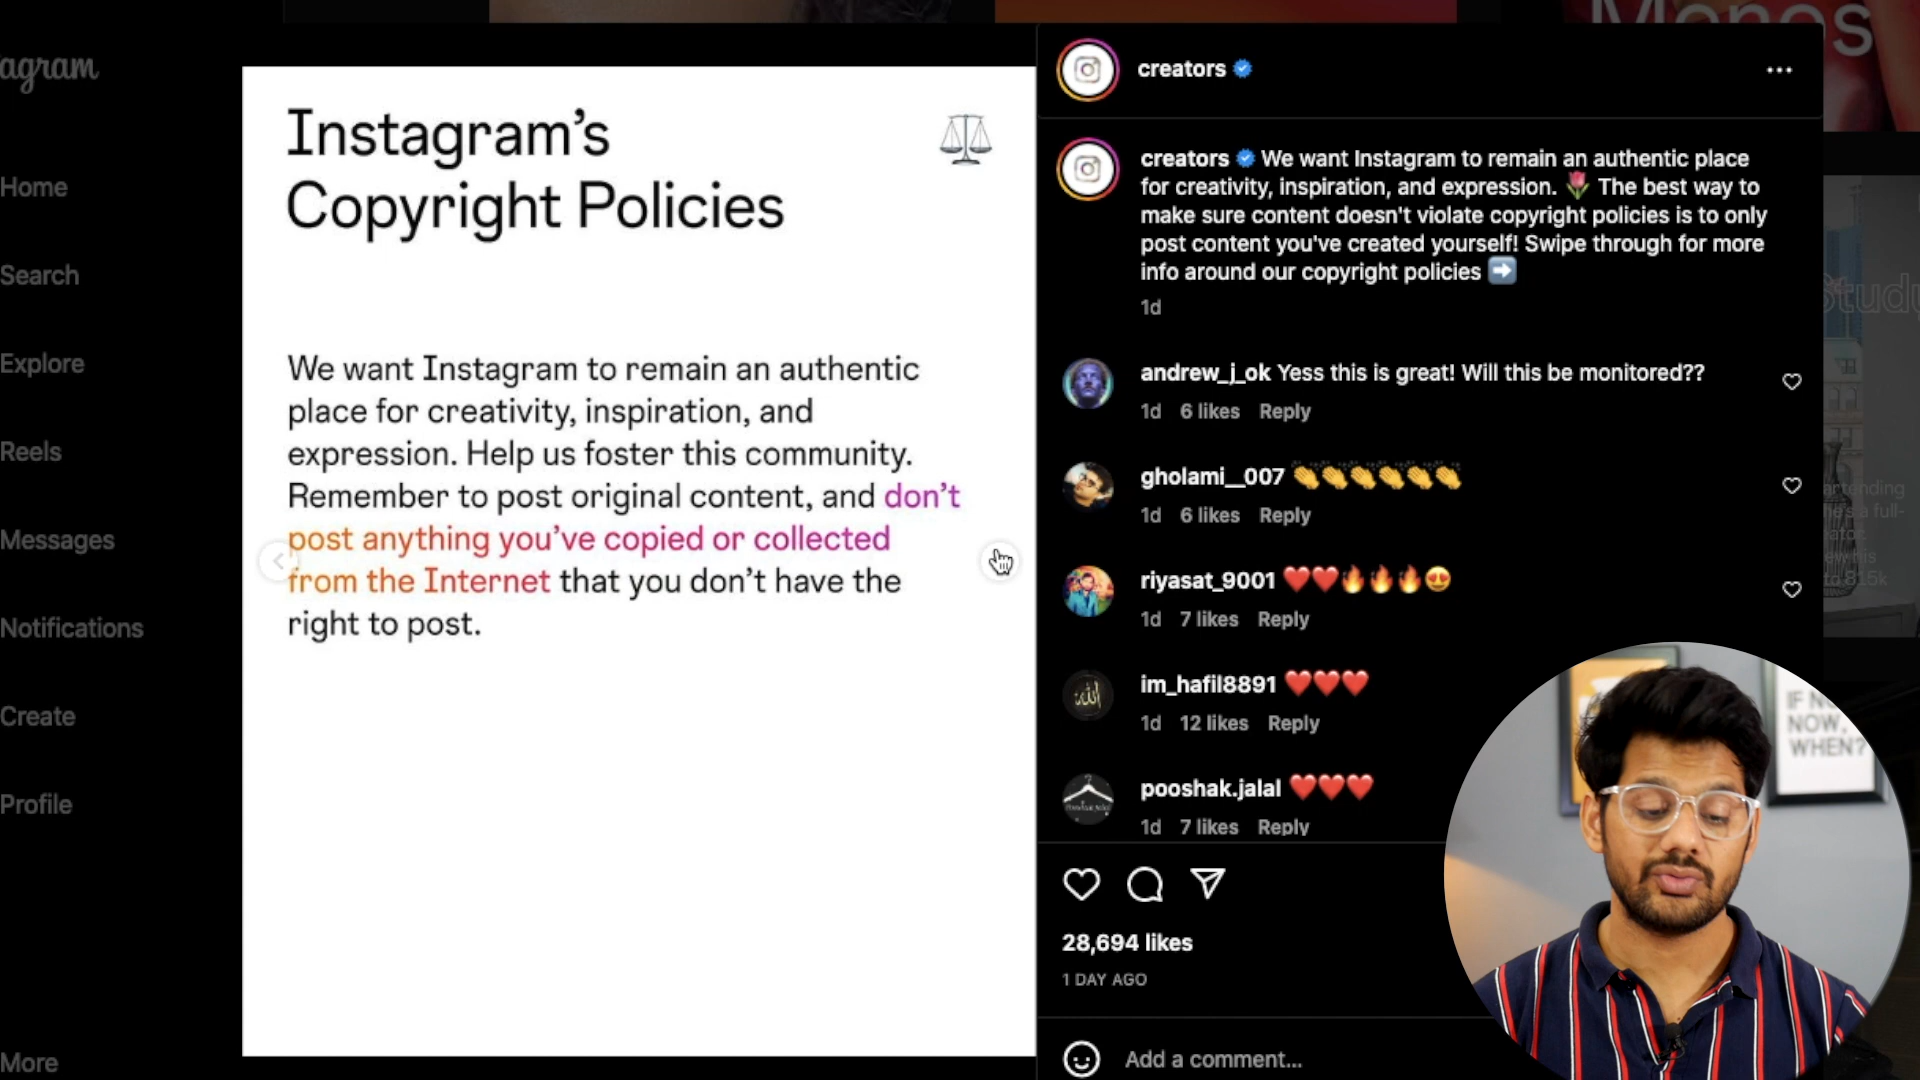 agram
Home
Search
Explore
Reels
Messages
Notifications
Create
Profile
More
Instagram’s
Copyright Policies
We want Instagram to remain an authentic
place for creativity, inspiration, and
expression. Help us foster this community.
Remember to post original content, and don’t
post anything you’ve copied or collected
from the Internet that you don’t have the
right to post.
creators
creators We want Instagram to remain an authentic place
for creativity, inspiration, and expression. 🌷 The best way to
make sure content doesn't violate copyright policies is to only
post content you've created yourself! Swipe through for more
info around our copyright policies ➡️
1d
andrew_j_ok Yess this is great! Will this be monitored??
1d 6 likes Reply
gholami__007 👏👏👏👏👏👏
1d 6 likes Reply
riyasat_9001 ❤️❤️🔥🔥🔥😍
1d 7 likes Reply
im_hafil8891 ❤️❤️❤️
1d 12 likes Reply
pooshak.jalal ❤️❤️❤️
1d 7 likes Reply
28,694 likes
1 DAY AGO
Add a comment...
Study
to 815k
NOW,
WHEN?